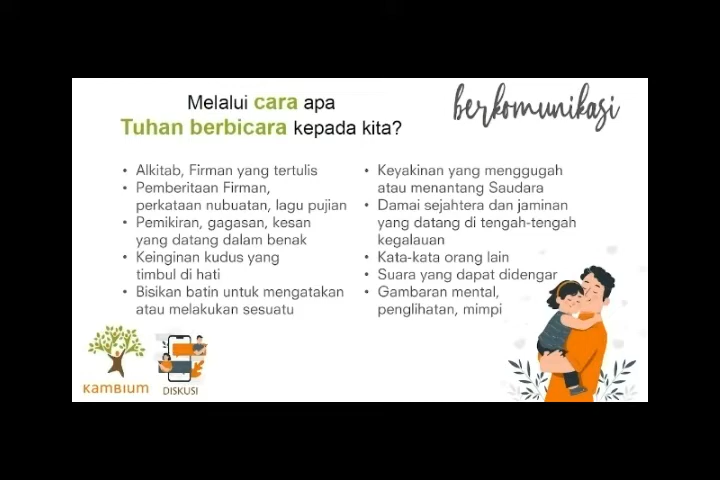 Melalui cara apa
Tuhan berbicara kepada kita?
berkomunikasi
• Alkitab, Firman yang tertulis
• Pemberitaan Firman,
perkataan nubuatan, lagu pujian
• Pemikiran, gagasan, kesan
yang datang dalam benak
• Keinginan kudus yang
timbul di hati
• Bisikan batin untuk mengatakan
atau melakukan sesuatu
• Keyakinan yang menggugah
atau menantang Saudara
• Damai sejahtera dan jaminan
yang datang di tengah-tengah
kegalauan
• Kata-kata orang lain
• Suara yang dapat didengar
• Gambaran mental,
penglihatan, mimpi
KAMBIUM
DISKUSI